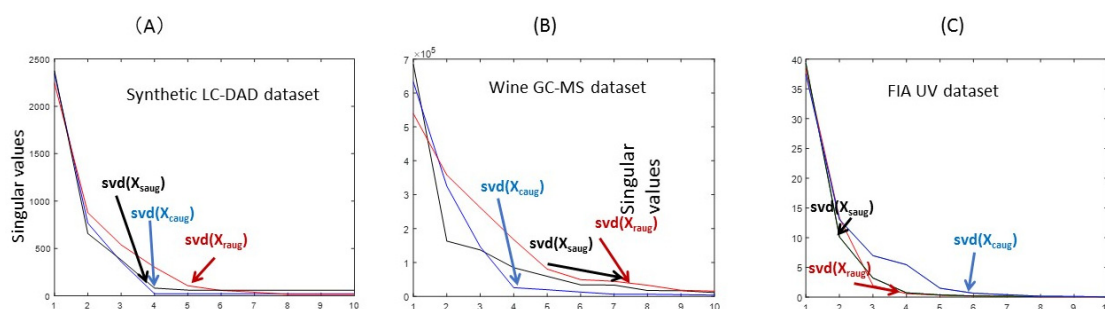 (A)
Singular values
2500
2000
1500
1000
500
0
1 2 3 4 5 6 7 8 9 10
Synthetic LC-DAD dataset
svd(Xsaug)
svd(Xcaug)
svd(Xraug)
(B)
×10⁵
7
6
5
4
3
2
1
0
1 2 3 4 5 6 7 8 9 10
Wine GC-MS dataset
svd(Xcaug)
svd(Xsaug)
svd(Xraug)
Singular
values
(C)
40
35
30
25
20
15
10
5
0
1 2 3 4 5 6 7 8 9 10
FIA UV dataset
svd(Xsaug)
svd(Xcaug)
svd(Xraug)